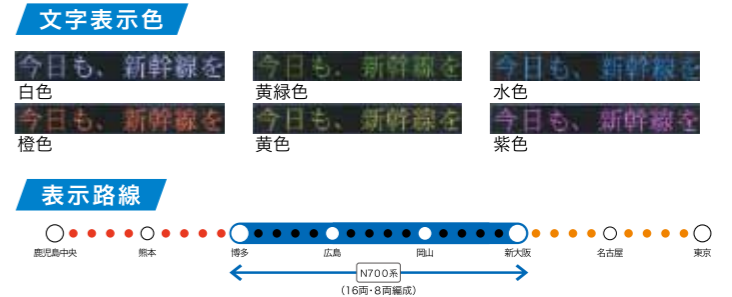 文字表示色
今日も、新幹線を 今日も、新幹線を 今日も、新幹線を
白色 黄緑色 水色
今日も、新幹線を 今日も、新幹線を 今日も、新幹線を
橙色 黄色 紫色
表示路線
鹿児島中央 熊本 博多 広島 岡山 新大阪 名古屋 東京
N700系
(16両・8両編成)